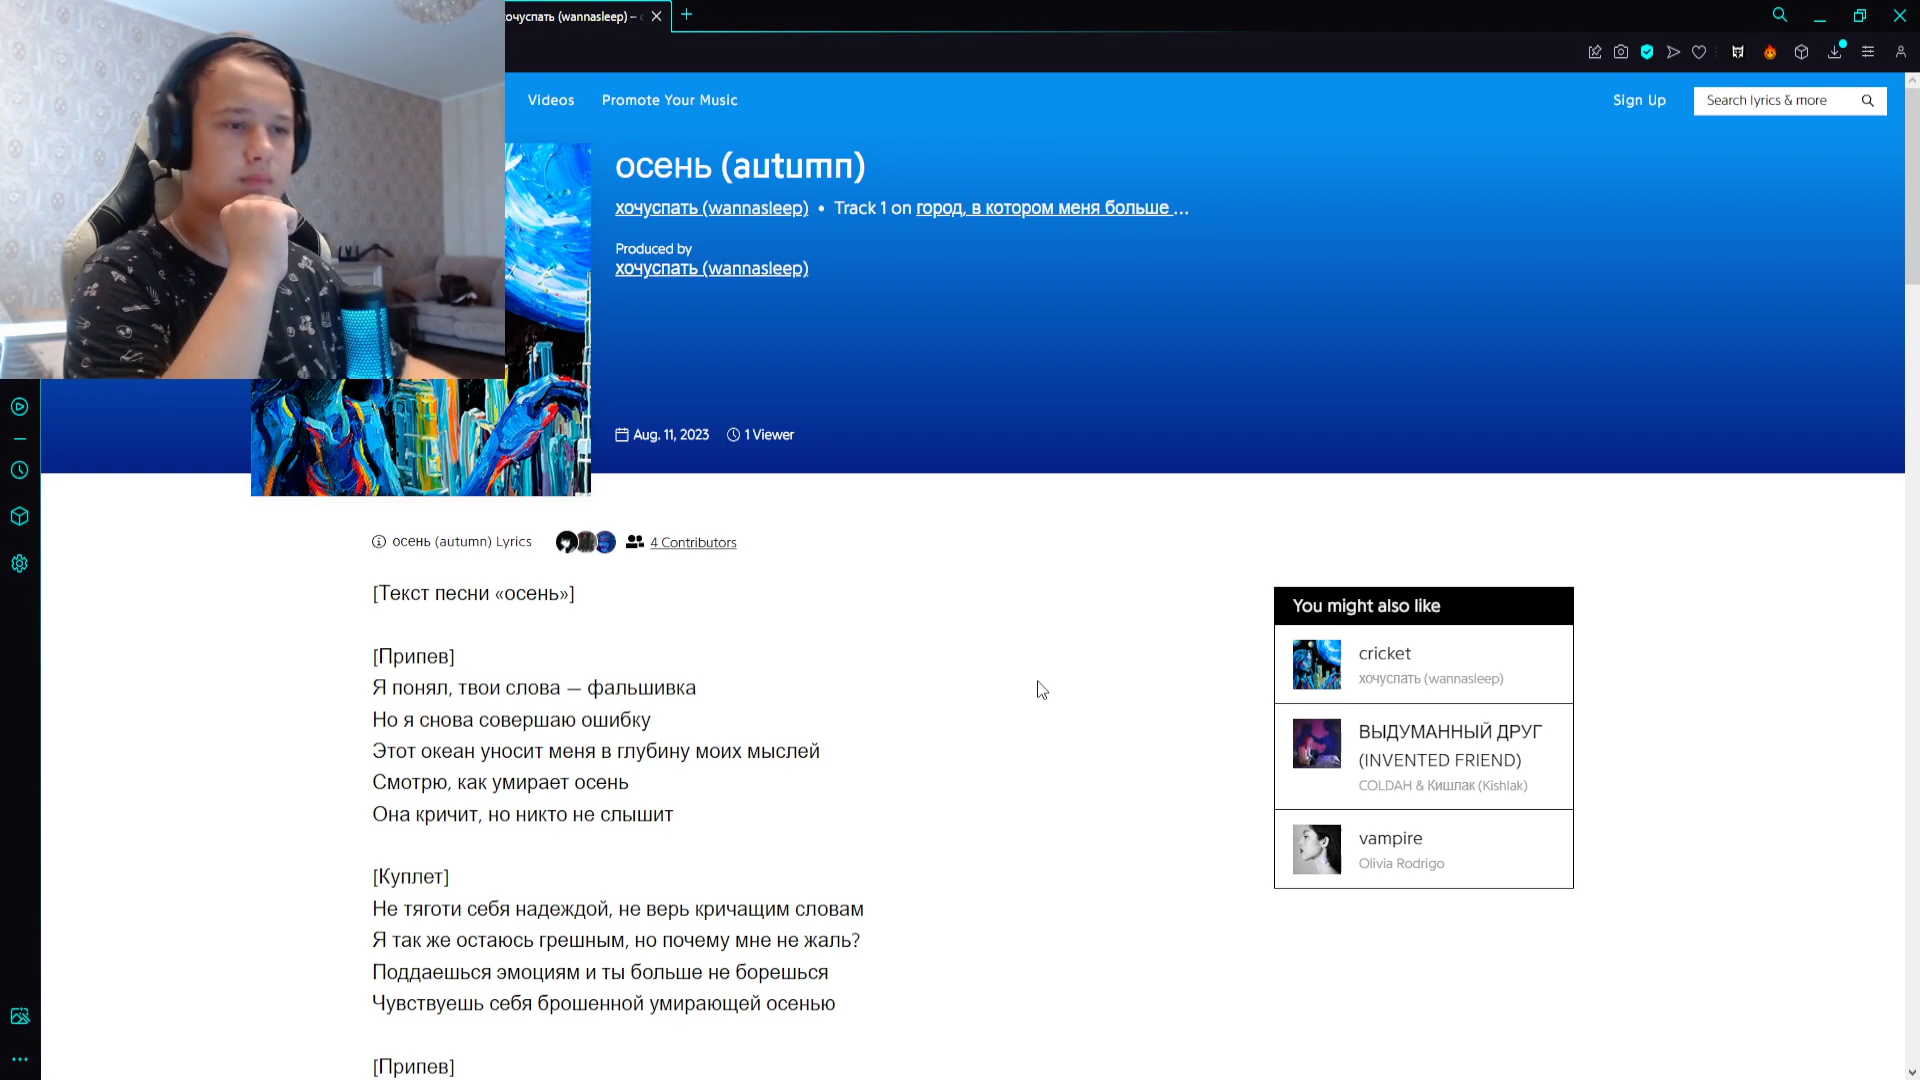 хочуспать (wannasleep) –
Videos
Promote Your Music
Sign Up
Search lyrics & more
осень (autumn)
хочуспать (wannasleep) • Track 1 on город, в котором меня больше ...
Produced by
хочуспать (wannasleep)
Aug. 11, 2023
1 Viewer
осень (autumn) Lyrics
4 Contributors
[Текст песни «осень»]
[Припев]
Я понял, твои слова — фальшивка
Но я снова совершаю ошибку
Этот океан уносит меня в глубину моих мыслей
Смотрю, как умирает осень
Она кричит, но никто не слышит
[Куплет]
Не тяготи себя надеждой, не верь кричащим словам
Я так же остаюсь грешным, но почему мне не жаль?
Поддаешься эмоциям и ты больше не борешься
Чувствуешь себя брошенной умирающей осенью
[Припев]
You might also like
cricket
хочуспать (wannasleep)
ВЫДУМАННЫЙ ДРУГ
(INVENTED FRIEND)
COLDAH & Кишлак (Kishlak)
vampire
Olivia Rodrigo